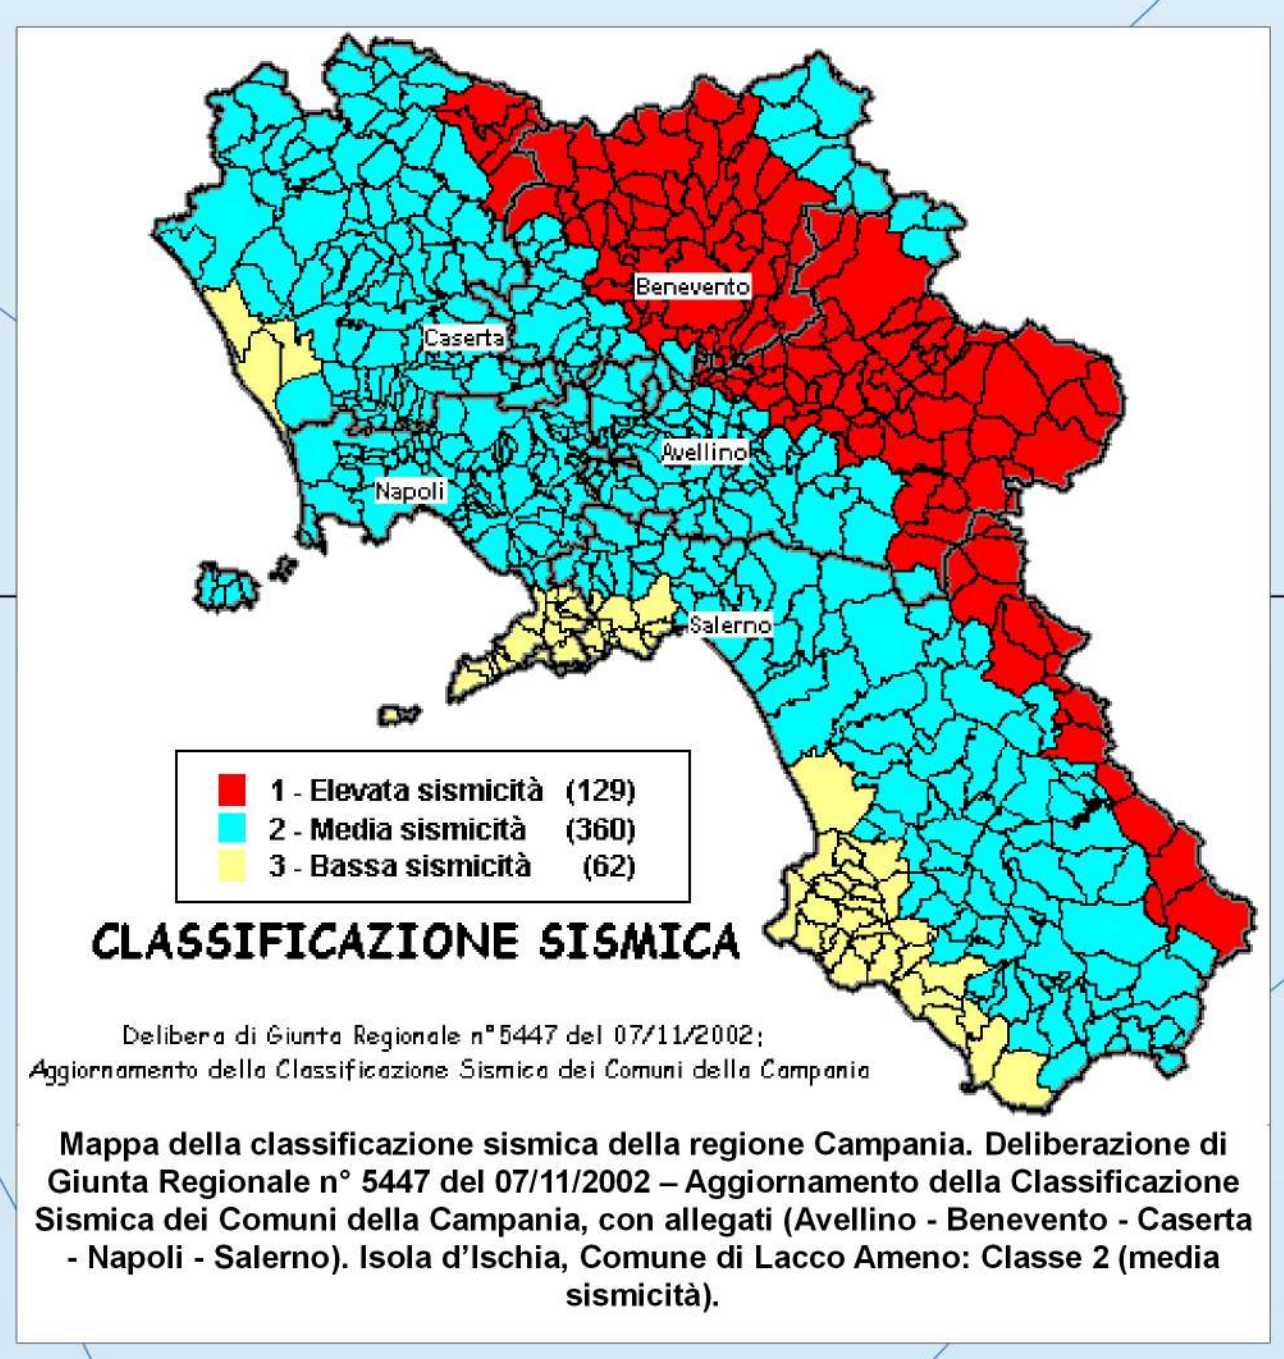 Benevento
Caserta
Avellino
Napoli
Salerno
1 - Elevata sismicità (129)
2 - Media sismicità (360)
3 - Bassa sismicità (62)
CLASSIFICAZIONE SISMICA
Delibera di Giunta Regionale n°5447 del 07/11/2002;
Aggiornamento della Classificazione Sismica dei Comuni della Campania
Mappa della classificazione sismica della regione Campania. Deliberazione di
Giunta Regionale n° 5447 del 07/11/2002 – Aggiornamento della Classificazione
Sismica dei Comuni della Campania, con allegati (Avellino - Benevento - Caserta
- Napoli - Salerno). Isola d’Ischia, Comune di Lacco Ameno: Classe 2 (media
sismicità).